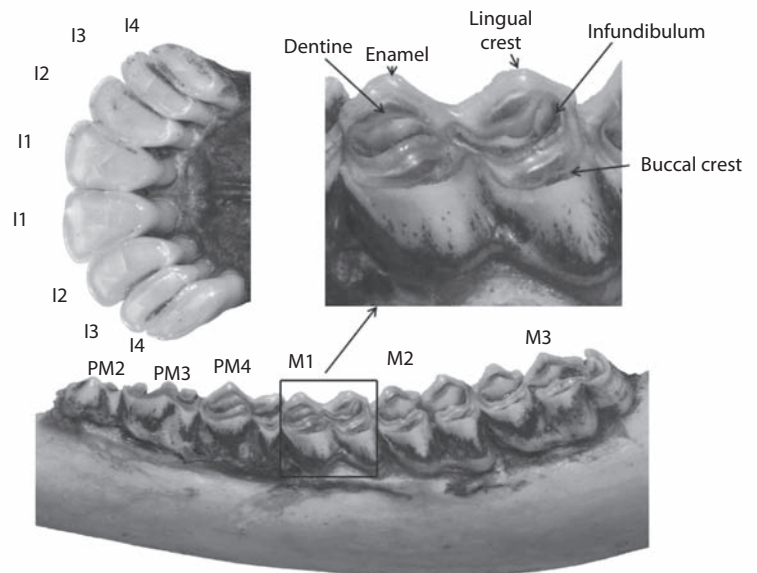 I4
I3
I2
I1
I1
I2
I3
I4
Dentine
Enamel
Lingual
crest
Infundibulum
Buccal crest
PM2
PM3
PM4
M1
M2
M3